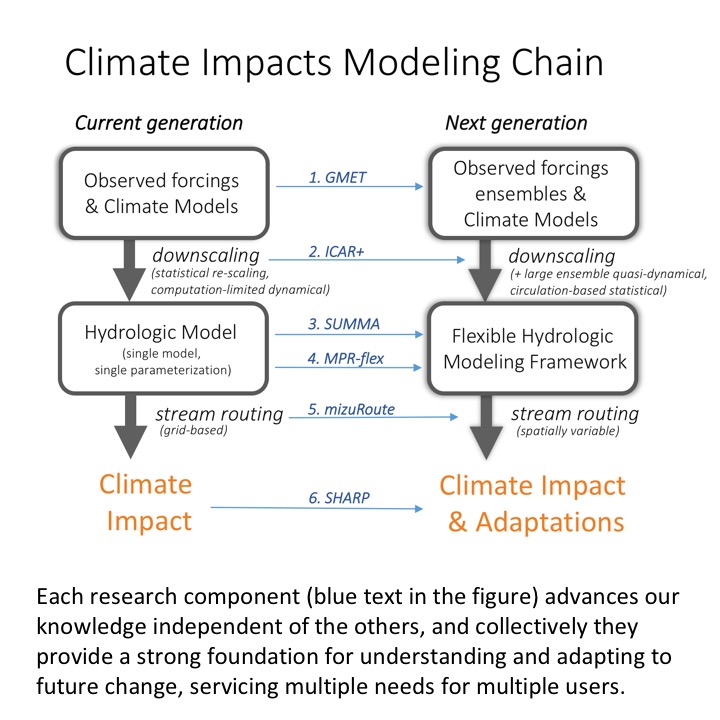 Climate Impacts Modeling Chain
Current generation
Next generation
Observed forcings
& Climate Models
1. GMET
Observed forcings
ensembles &
Climate Models
downscaling
(statistical re-scaling,
computation-limited dynamical)
2. ICAR+
downscaling
(+ large ensemble quasi-dynamical,
circulation-based statistical)
Hydrologic Model
(single model,
single parameterization)
3. SUMMA
4. MPR-flex
Flexible Hydrologic
Modeling Framework
stream routing
(grid-based)
5. mizuRoute
stream routing
(spatially variable)
Climate
Impact
6. SHARP
Climate Impact
& Adaptations
Each research component (blue text in the figure) advances our
knowledge independent of the others, and collectively they
provide a strong foundation for understanding and adapting to
future change, servicing multiple needs for multiple users.